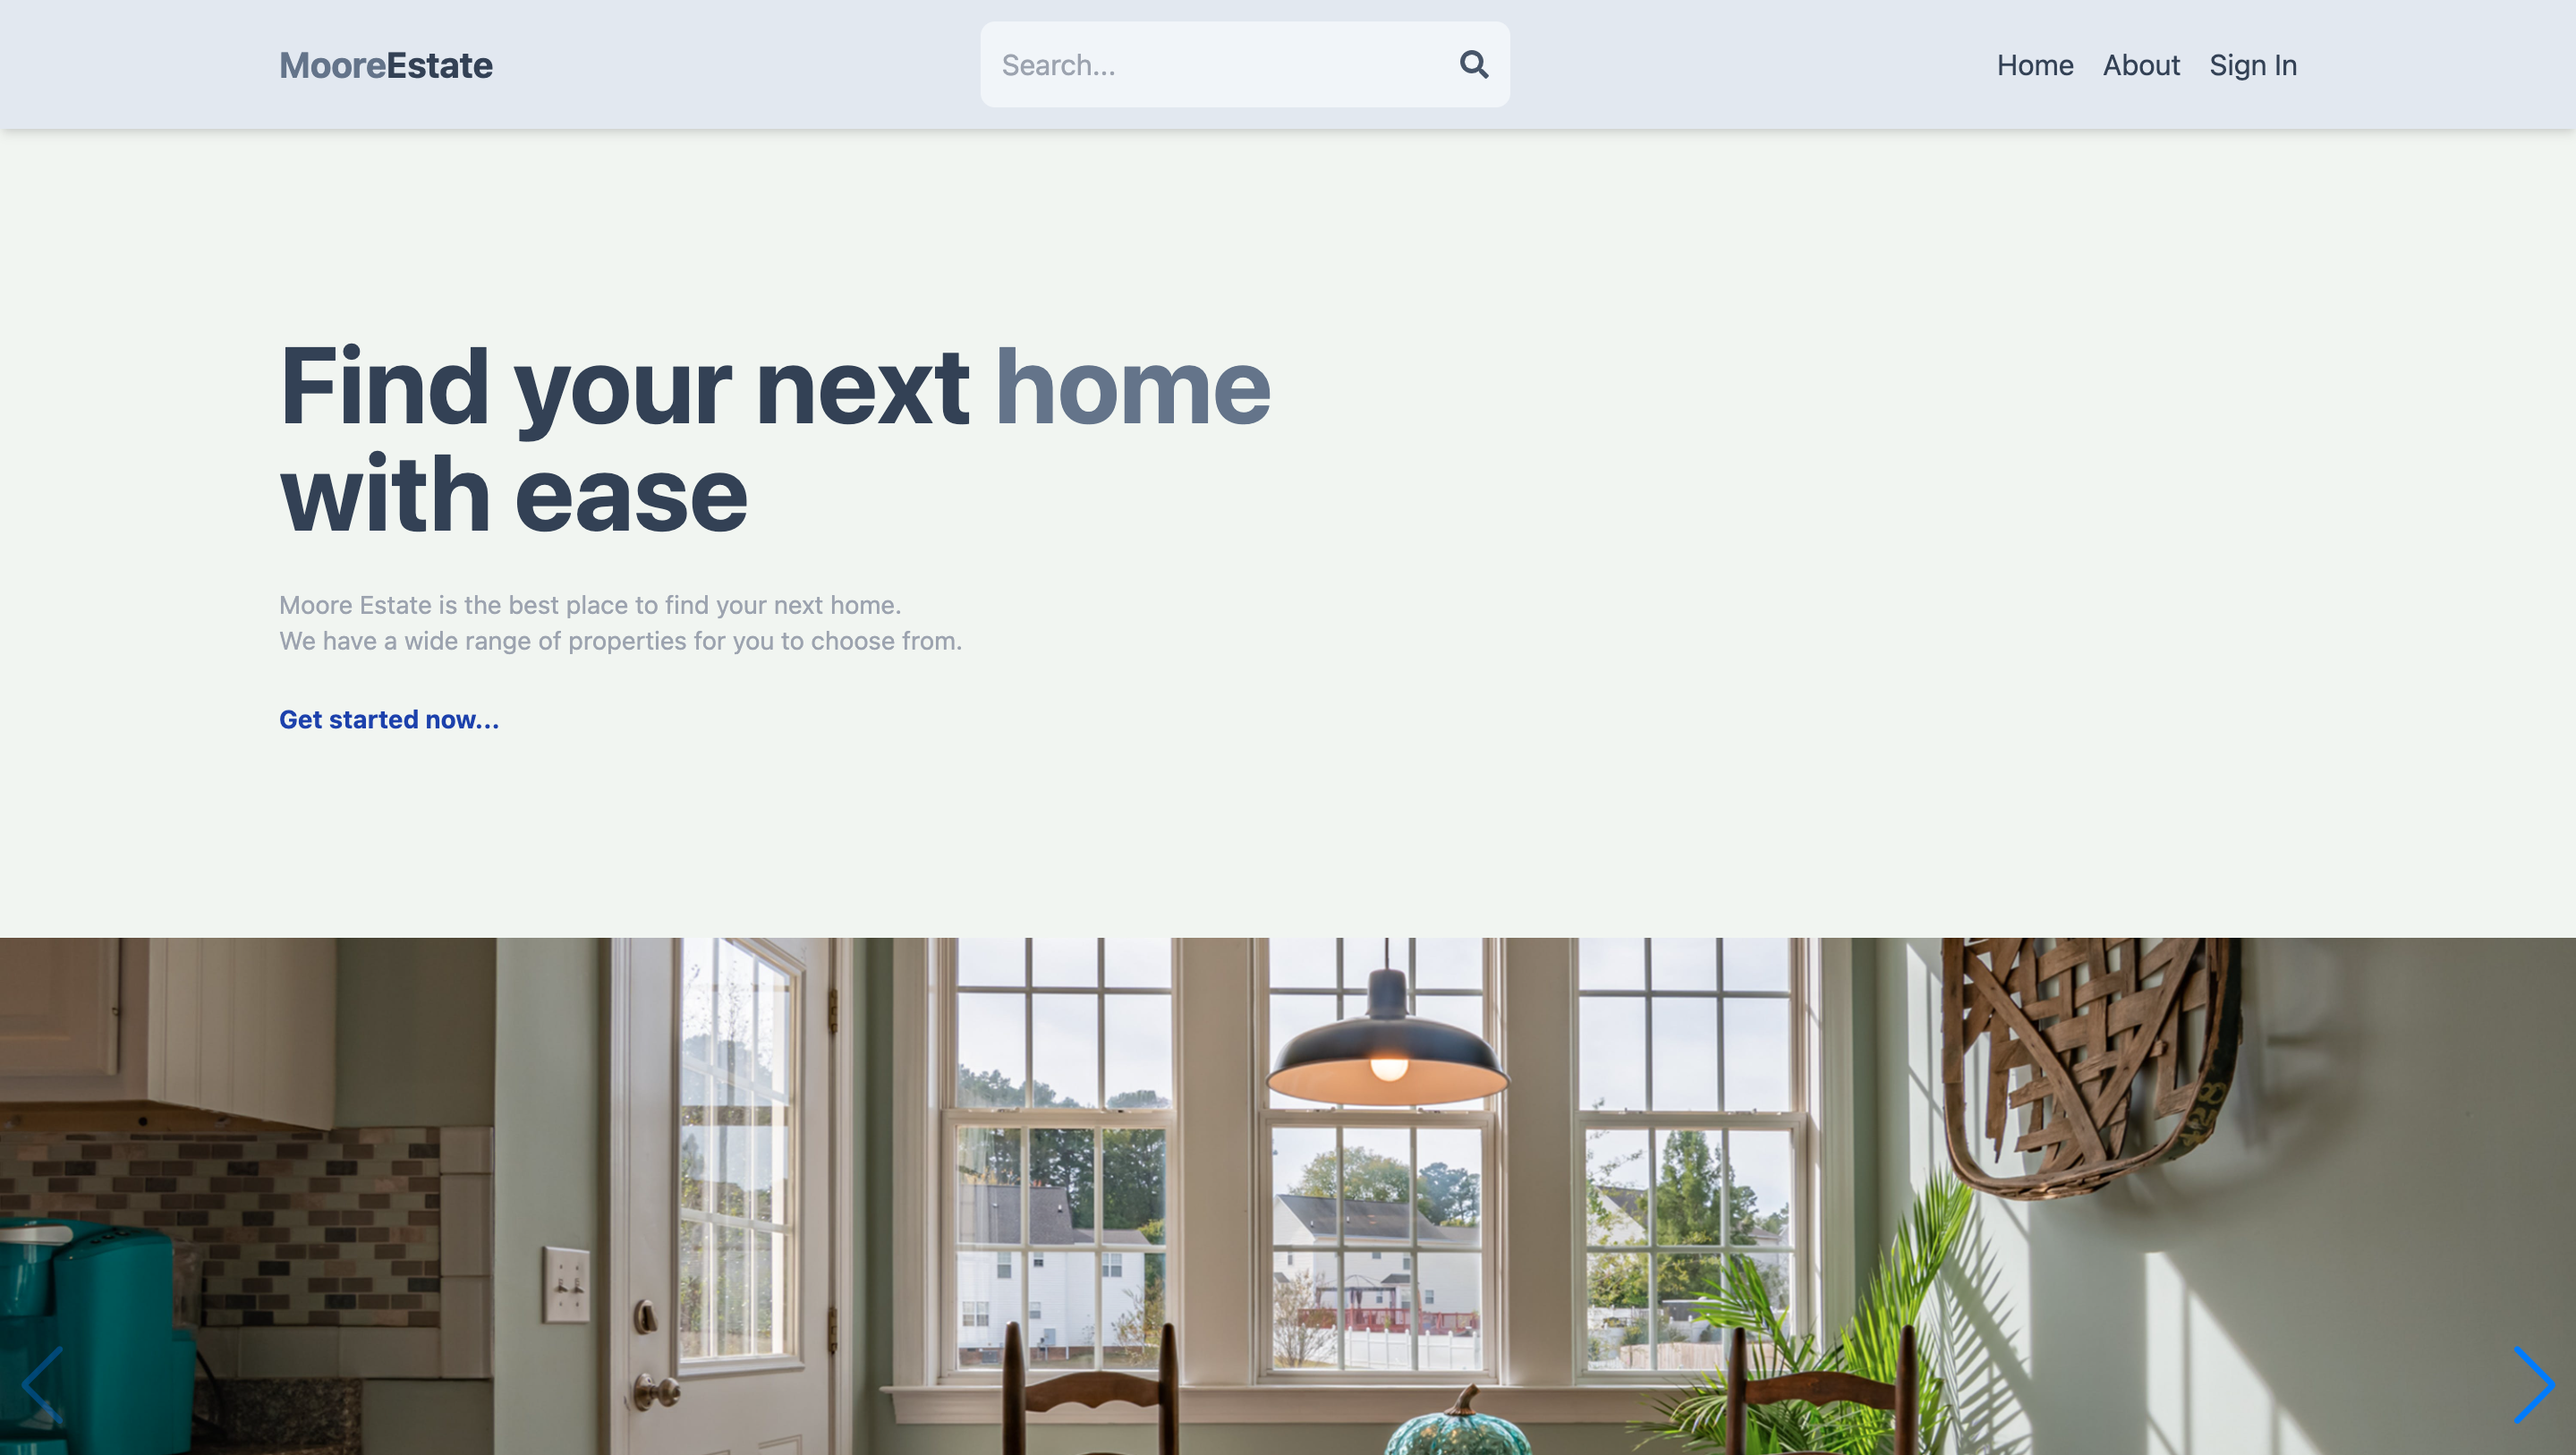 MooreEstate
Search...
Home
About
Sign In
Find your next home
with ease
Moore Estate is the best place to find your next home.
We have a wide range of properties for you to choose from.
Get started now...